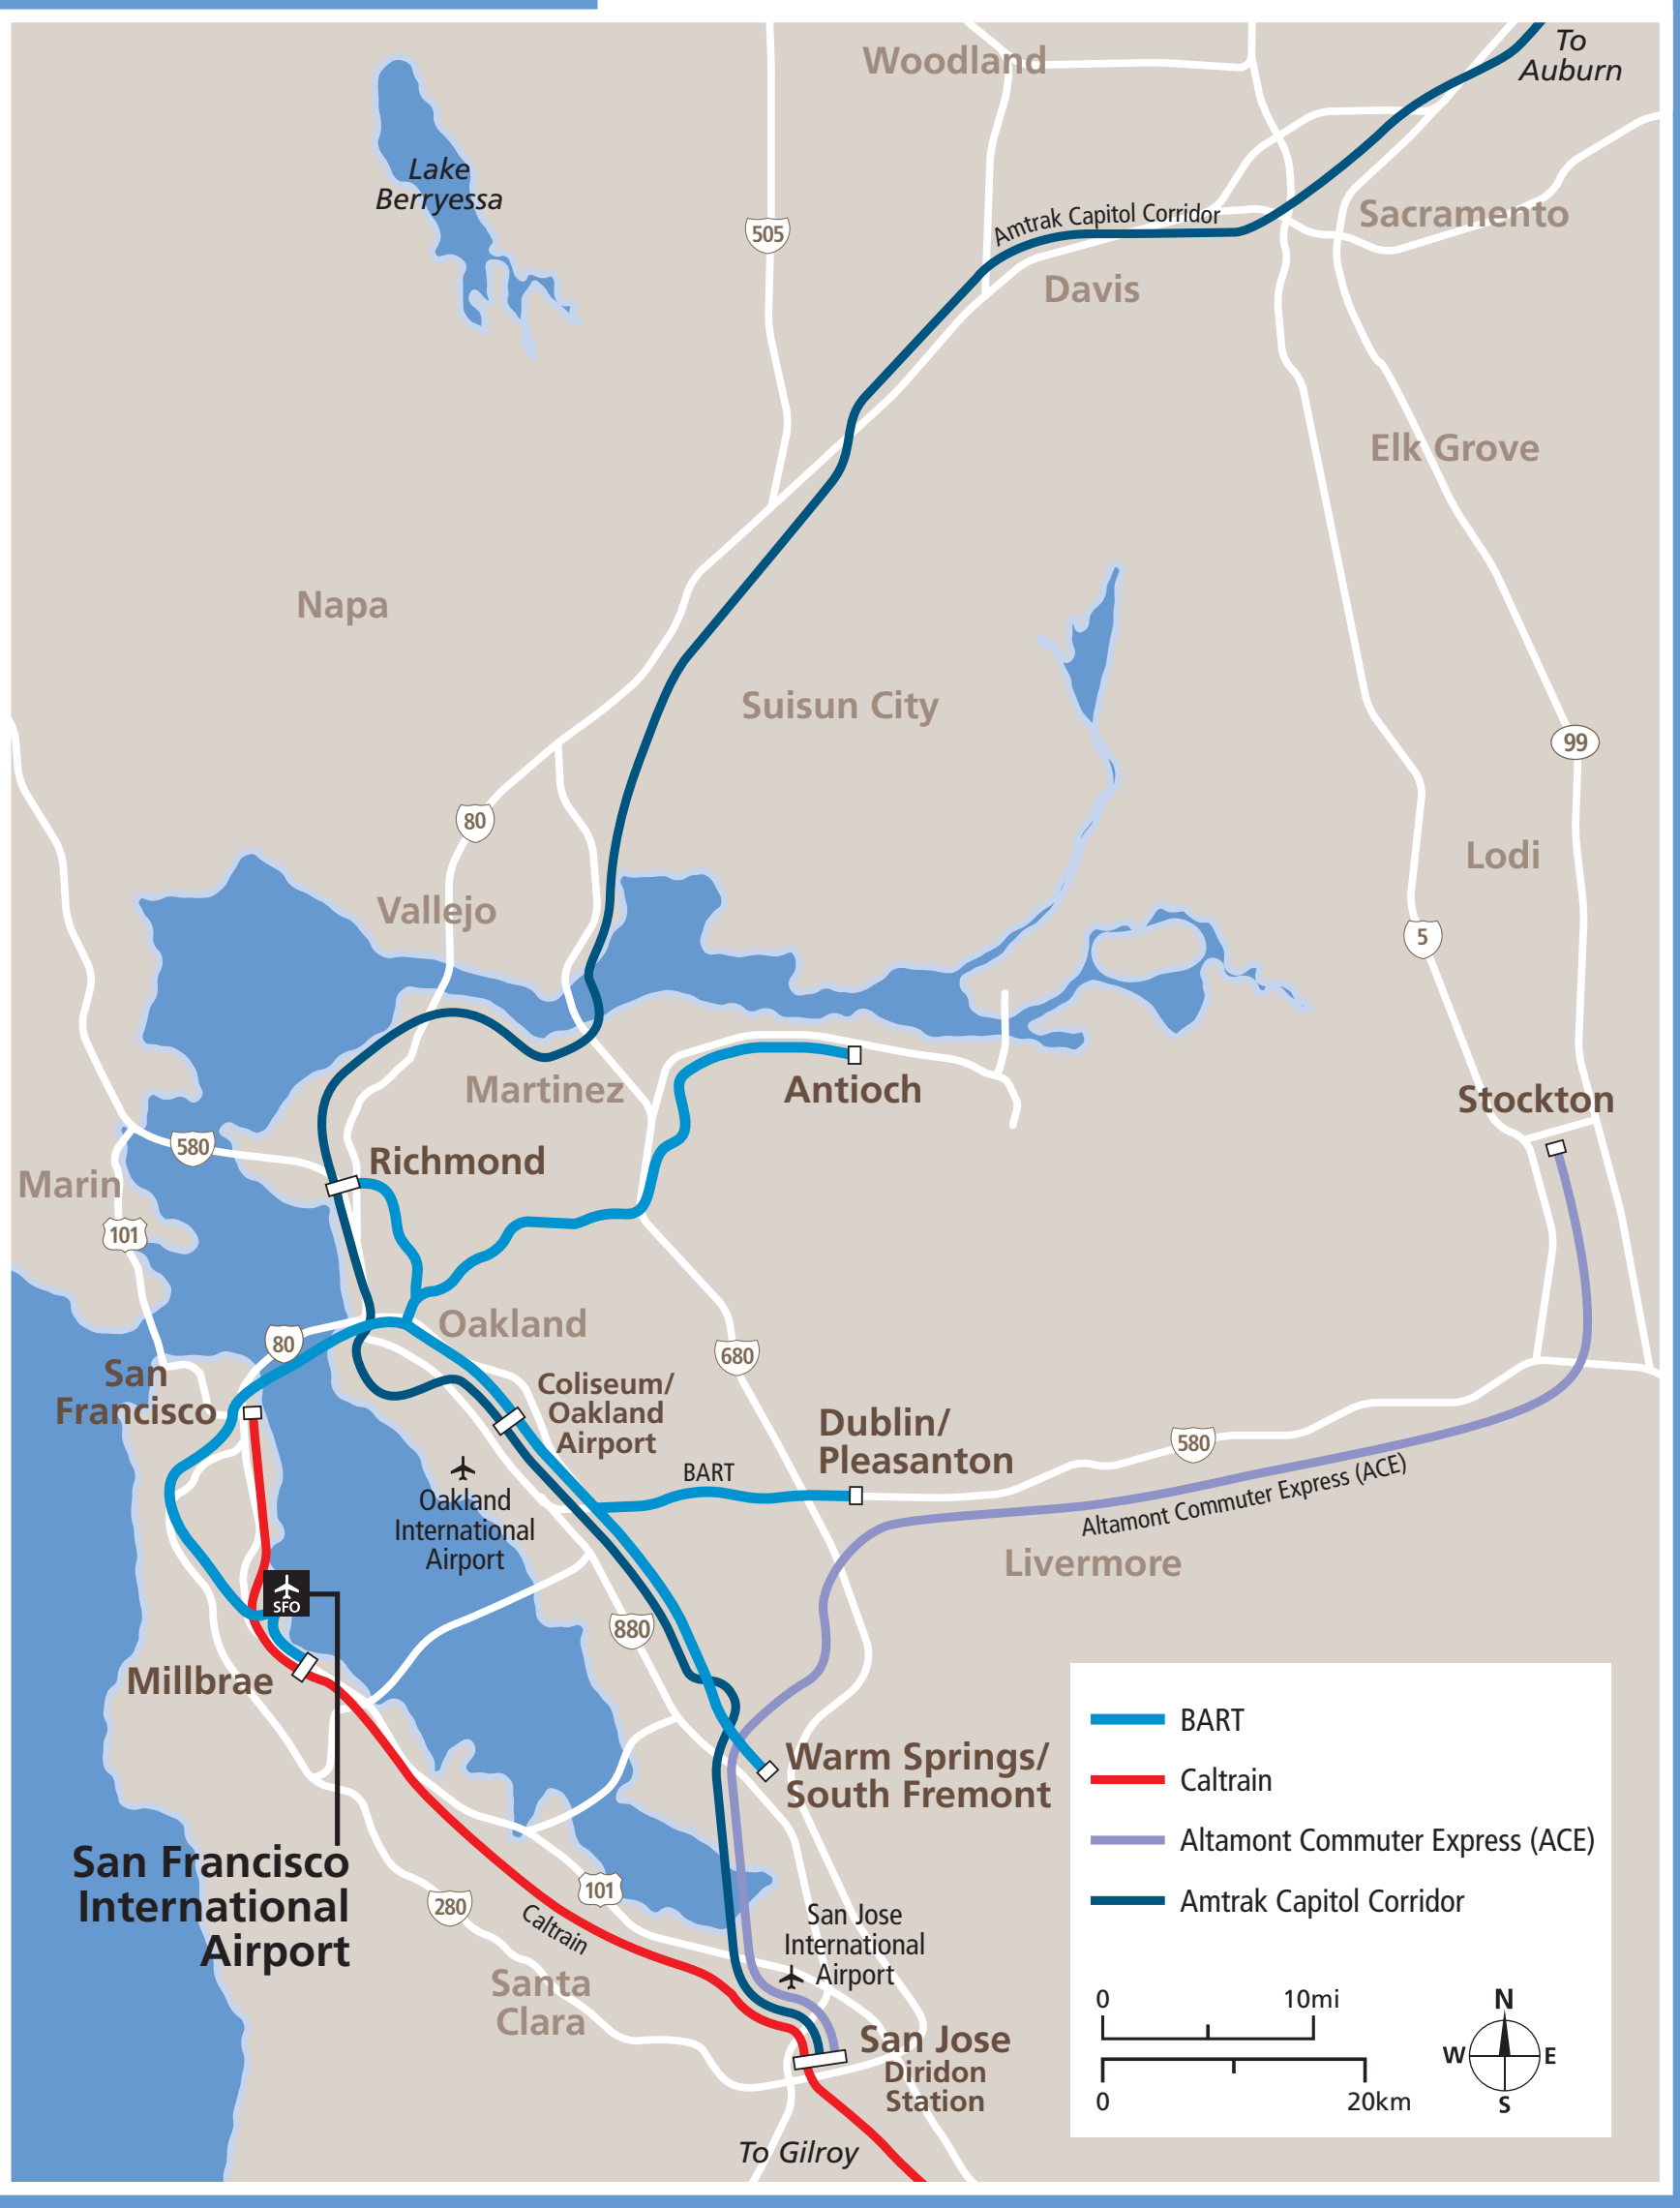 To
Auburn
Woodland
Lake
Berryessa
505
Amtrak Capitol Corridor
Sacramento
Davis
Elk Grove
Napa
Suisun City
99
80
Lodi
Vallejo
5
Martinez
Antioch
Stockton
580
Richmond
Marin
101
Oakland
80
680
San
Francisco
Coliseum/
Oakland
Airport
Dublin/
Pleasanton
580
BART
Altamont Commuter Express (ACE)
Oakland
International
Airport
Livermore
SFO
880
Millbrae
Warm Springs/
South Fremont
BART
Caltrain
Altamont Commuter Express (ACE)
Amtrak Capitol Corridor
San Francisco
International
Airport
101
280
Caltrain
San Jose
International
Airport
Santa
Clara
San Jose
Diridon
Station
To Gilroy
0 10mi
0 20km
N
W E
S